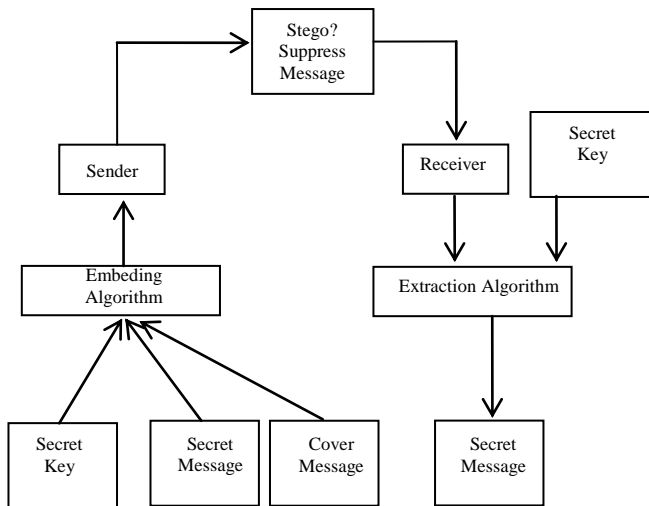 Stego?
Suppress
Message
Secret
Key
Sender
Receiver
Embeding
Algorithm
Extraction Algorithm
Secret
Key
Secret
Message
Cover
Message
Secret
Message